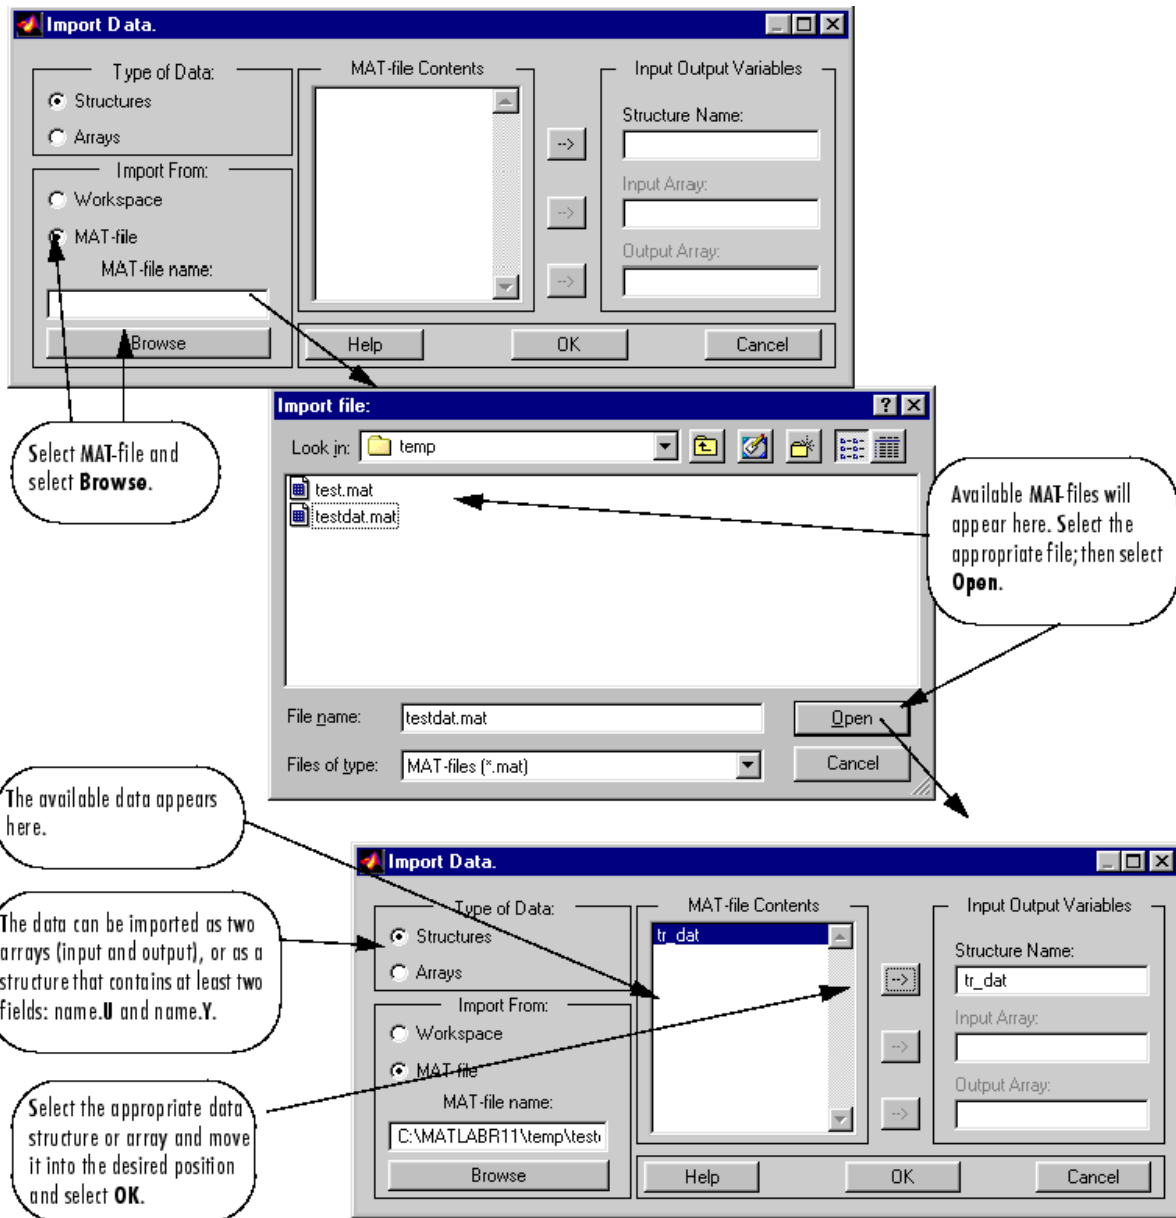 Import Data.
Type of Data:
Structures
Arrays
Import From:
Workspace
MAT-file
MAT-file name:
Browse
MAT-file Contents
-->
-->
-->
Input Output Variables
Structure Name:
Input Array:
Output Array:
Help
OK
Cancel
Select MAT-file and
select Browse.
Import file:
Look in:
temp
test.mat
testdat.mat
File name:
testdat.mat
Open
Files of type:
MAT-files (*.mat)
Cancel
Available MAT-files will
appear here. Select the
appropriate file; then select
Open.
The available data appears
here.
The data can be imported as two
arrays (input and output), or as a
structure that contains at least two
fields: name.U and name.Y.
Select the appropriate data
structure or array and move
it into the desired position
and select OK.
Import Data.
Type of Data:
Structures
Arrays
Import From:
Workspace
MAT-file
MAT-file name:
C:\MATLABR11\temp\test
Browse
MAT-file Contents
tr_dat
-->
-->
-->
Input Output Variables
Structure Name:
tr_dat
Input Array:
Output Array:
Help
OK
Cancel